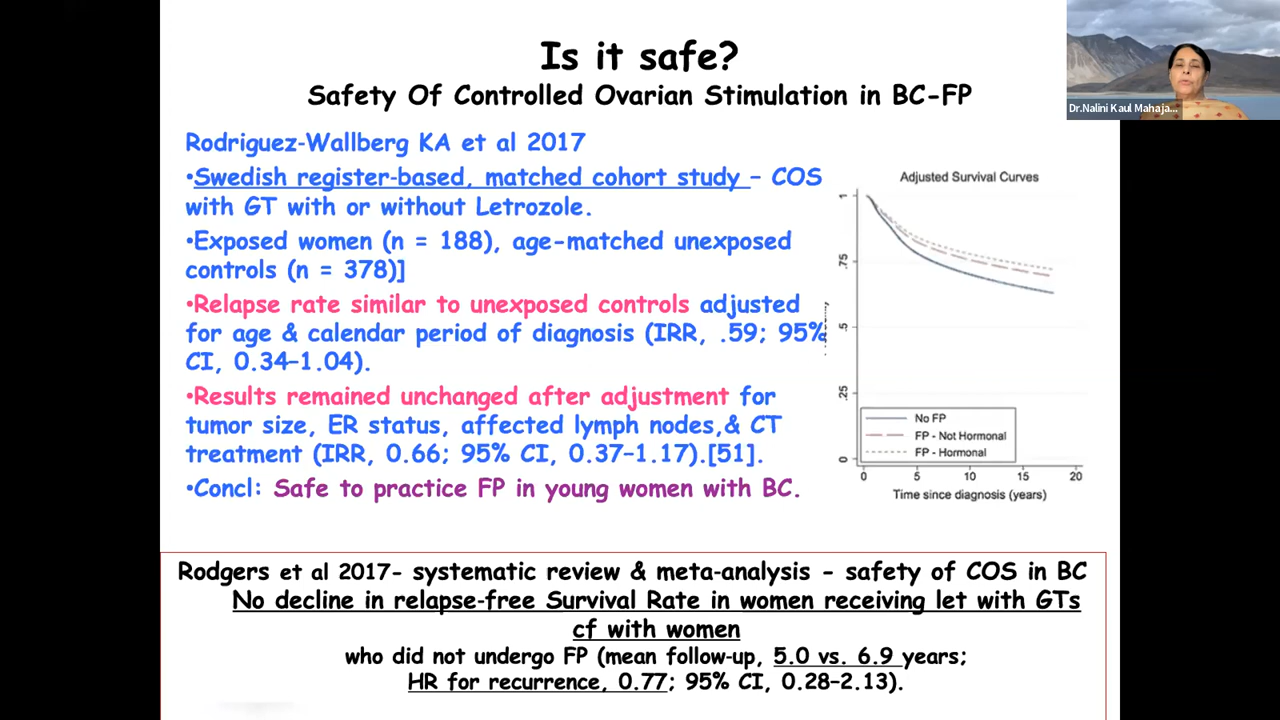 Is it safe?
Safety Of Controlled Ovarian Stimulation in BC-FP
Dr.Nalini Kaul Mahaja...
Rodriguez-Wallberg KA et al 2017
•Swedish register-based, matched cohort study – COS
with GT with or without Letrozole.
•Exposed women (n = 188), age-matched unexposed
controls (n = 378)]
•Relapse rate similar to unexposed controls adjusted
for age & calendar period of diagnosis (IRR, .59; 95%
CI, 0.34–1.04).
•Results remained unchanged after adjustment for
tumor size, ER status, affected lymph nodes,& CT
treatment (IRR, 0.66; 95% CI, 0.37–1.17).[51].
•Concl: Safe to practice FP in young women with BC.
Adjusted Survival Curves
1
.75
.5
.25
0
No FP
FP - Not Hormonal
FP - Hormonal
0 5 10 15 20
Time since diagnosis (years)
Rodgers et al 2017- systematic review & meta-analysis - safety of COS in BC
No decline in relapse-free Survival Rate in women receiving let with GTs
cf with women
who did not undergo FP (mean follow-up, 5.0 vs. 6.9 years;
HR for recurrence, 0.77; 95% CI, 0.28–2.13).